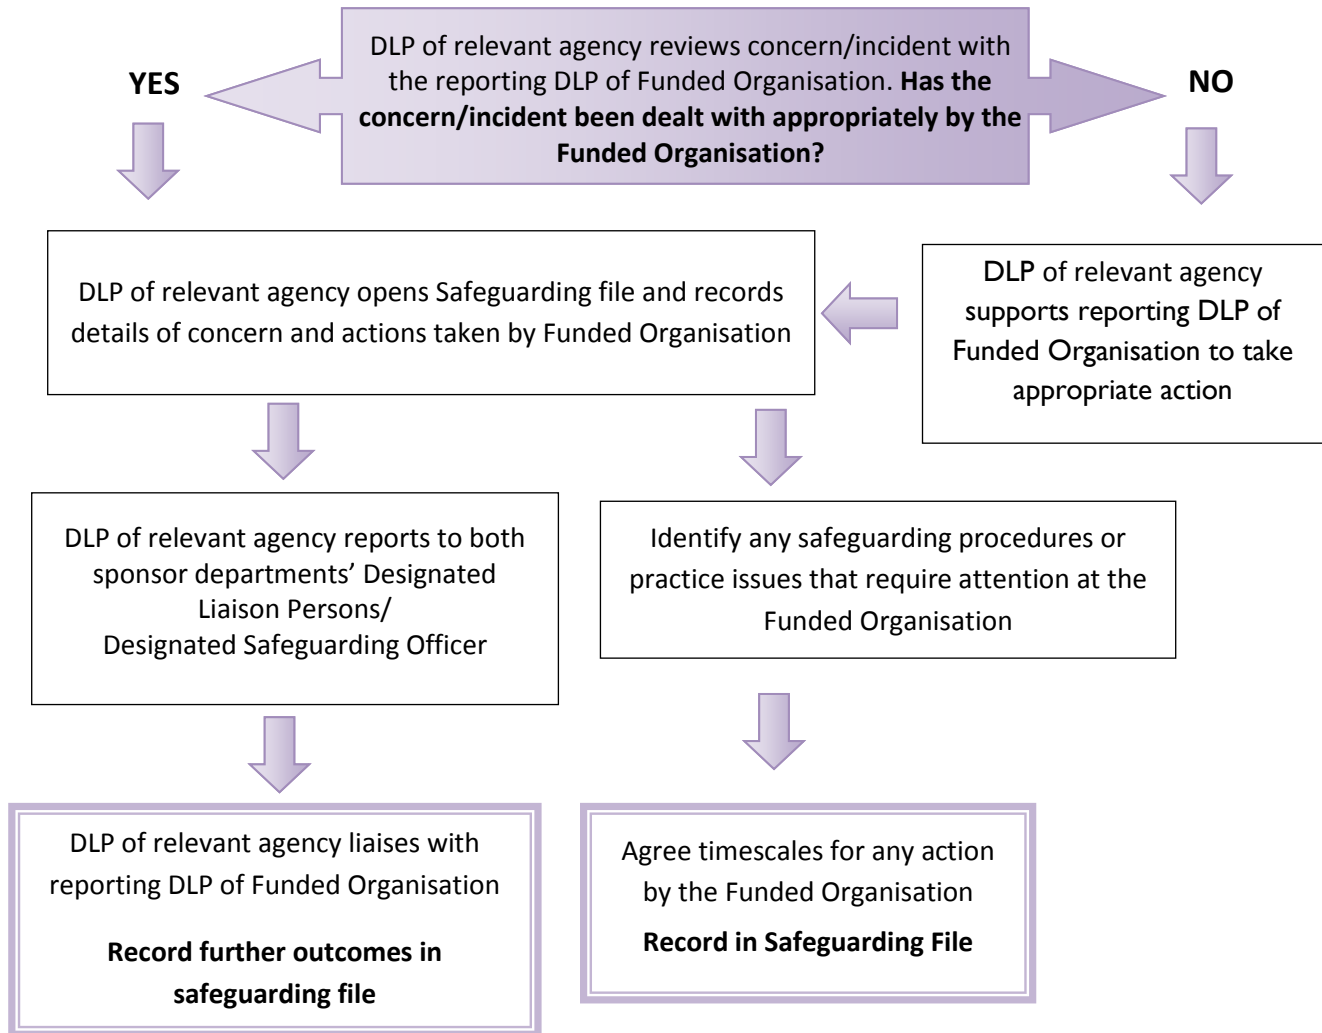 DLP of relevant agency reviews concern/incident with
the reporting DLP of Funded Organisation. Has the
concern/incident been dealt with appropriately by the
Funded Organisation?
YES
NO
DLP of relevant agency opens Safeguarding file and records
details of concern and actions taken by Funded Organisation
DLP of relevant agency
supports reporting DLP of
Funded Organisation to take
appropriate action
DLP of relevant agency reports to both
sponsor departments’ Designated
Liaison Persons/
Designated Safeguarding Officer
Identify any safeguarding procedures or
practice issues that require attention at the
Funded Organisation
DLP of relevant agency liaises with
reporting DLP of Funded Organisation
Record further outcomes in
safeguarding file
Agree timescales for any action
by the Funded Organisation
Record in Safeguarding File